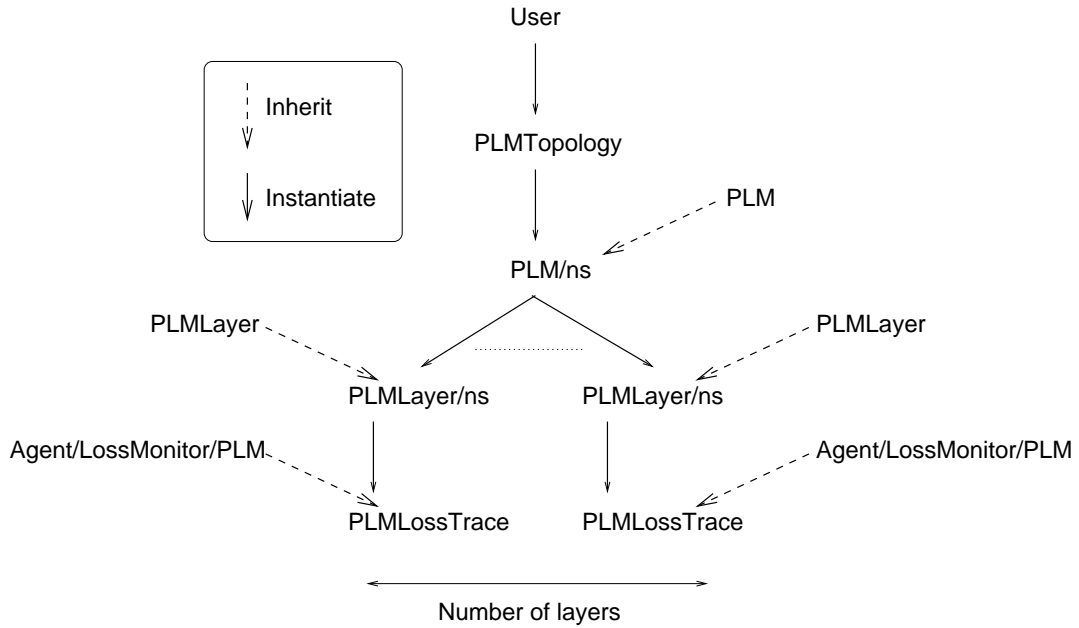 User
Inherit
Instantiate
PLMTopology
PLM
PLM/ns
PLMLayer
PLMLayer
PLMLayer/ns
PLMLayer/ns
Agent/LossMonitor/PLM
Agent/LossMonitor/PLM
PLMLossTrace
PLMLossTrace
Number of layers